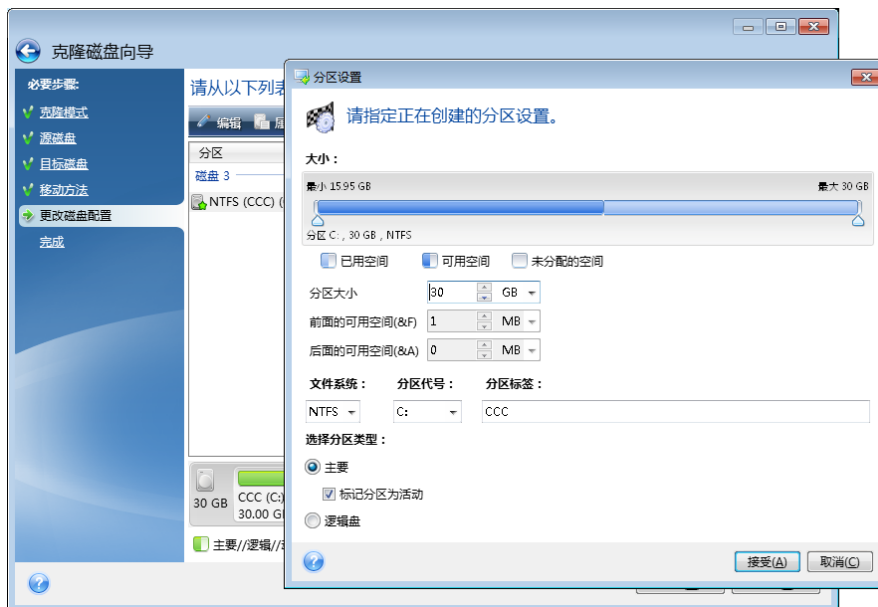 克隆磁盘向导
必要步骤:
克隆模式
源磁盘
目标磁盘
移动方法
更改磁盘配置
完成
请从以下列表
编辑
分区
磁盘 3
NTFS (CCC) (
30 GB
CCC (C:)
30.00 G
主要//逻辑//
分区设置
请指定正在创建的分区设置。
大小：
最小 15.95 GB 最大 30 GB
分区 C: , 30 GB , NTFS
已用空间 可用空间 未分配的空间
分区大小 30 GB
前面的可用空间(&F) 1 MB
后面的可用空间(&A) 0 MB
文件系统： 分区代号： 分区标签：
NTFS C: CCC
选择分区类型：
主要
标记分区为活动
逻辑盘
接受(A) 取消(C)